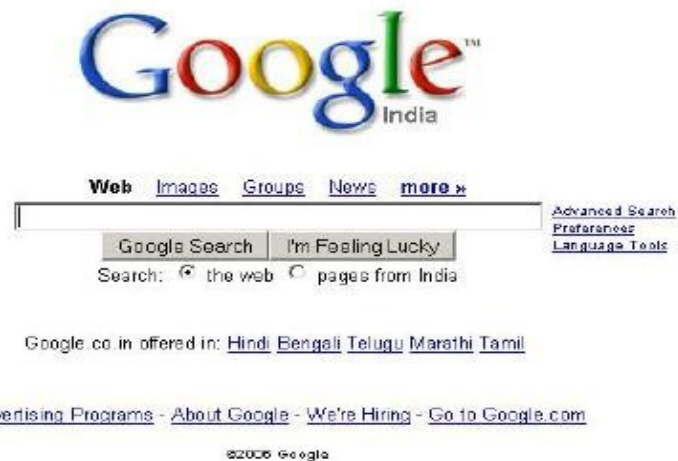 Google™
India
Web Images Groups News more »
Advanced Search
Preferences
Language Tools
Google Search I'm Feeling Lucky
Search: the web pages from India
Google.co.in offered in: Hindi Bengali Telugu Marathi Tamil
vertising Programs - About Google - We're Hiring - Go to Google.com
©2006 Google